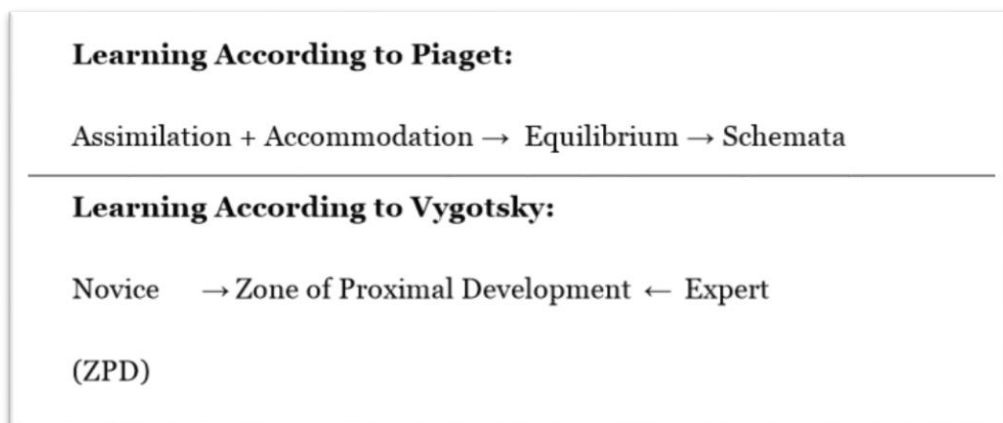 Learning According to Piaget:
Assimilation + Accommodation → Equilibrium → Schemata
Learning According to Vygotsky:
Novice → Zone of Proximal Development ← Expert
(ZPD)